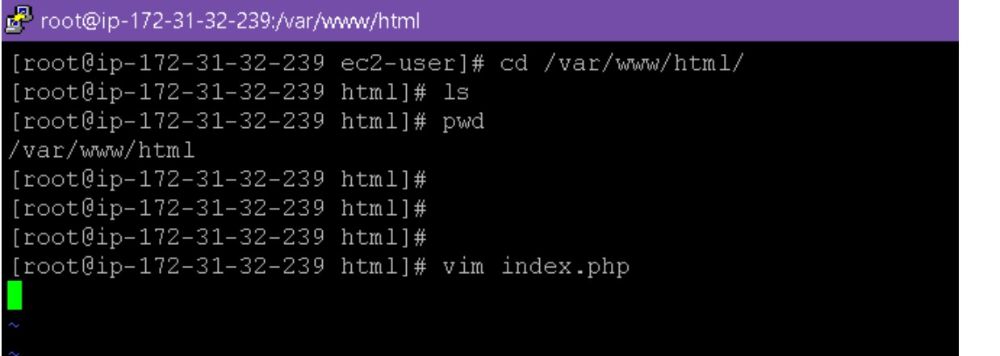 root@ip-172-31-32-239:/var/www/html
[root@ip-172-31-32-239 ec2-user]# cd /var/www/html/
[root@ip-172-31-32-239 html]# ls
[root@ip-172-31-32-239 html]# pwd
/var/www/html
[root@ip-172-31-32-239 html]#
[root@ip-172-31-32-239 html]#
[root@ip-172-31-32-239 html]#
[root@ip-172-31-32-239 html]# vim index.php
~
~